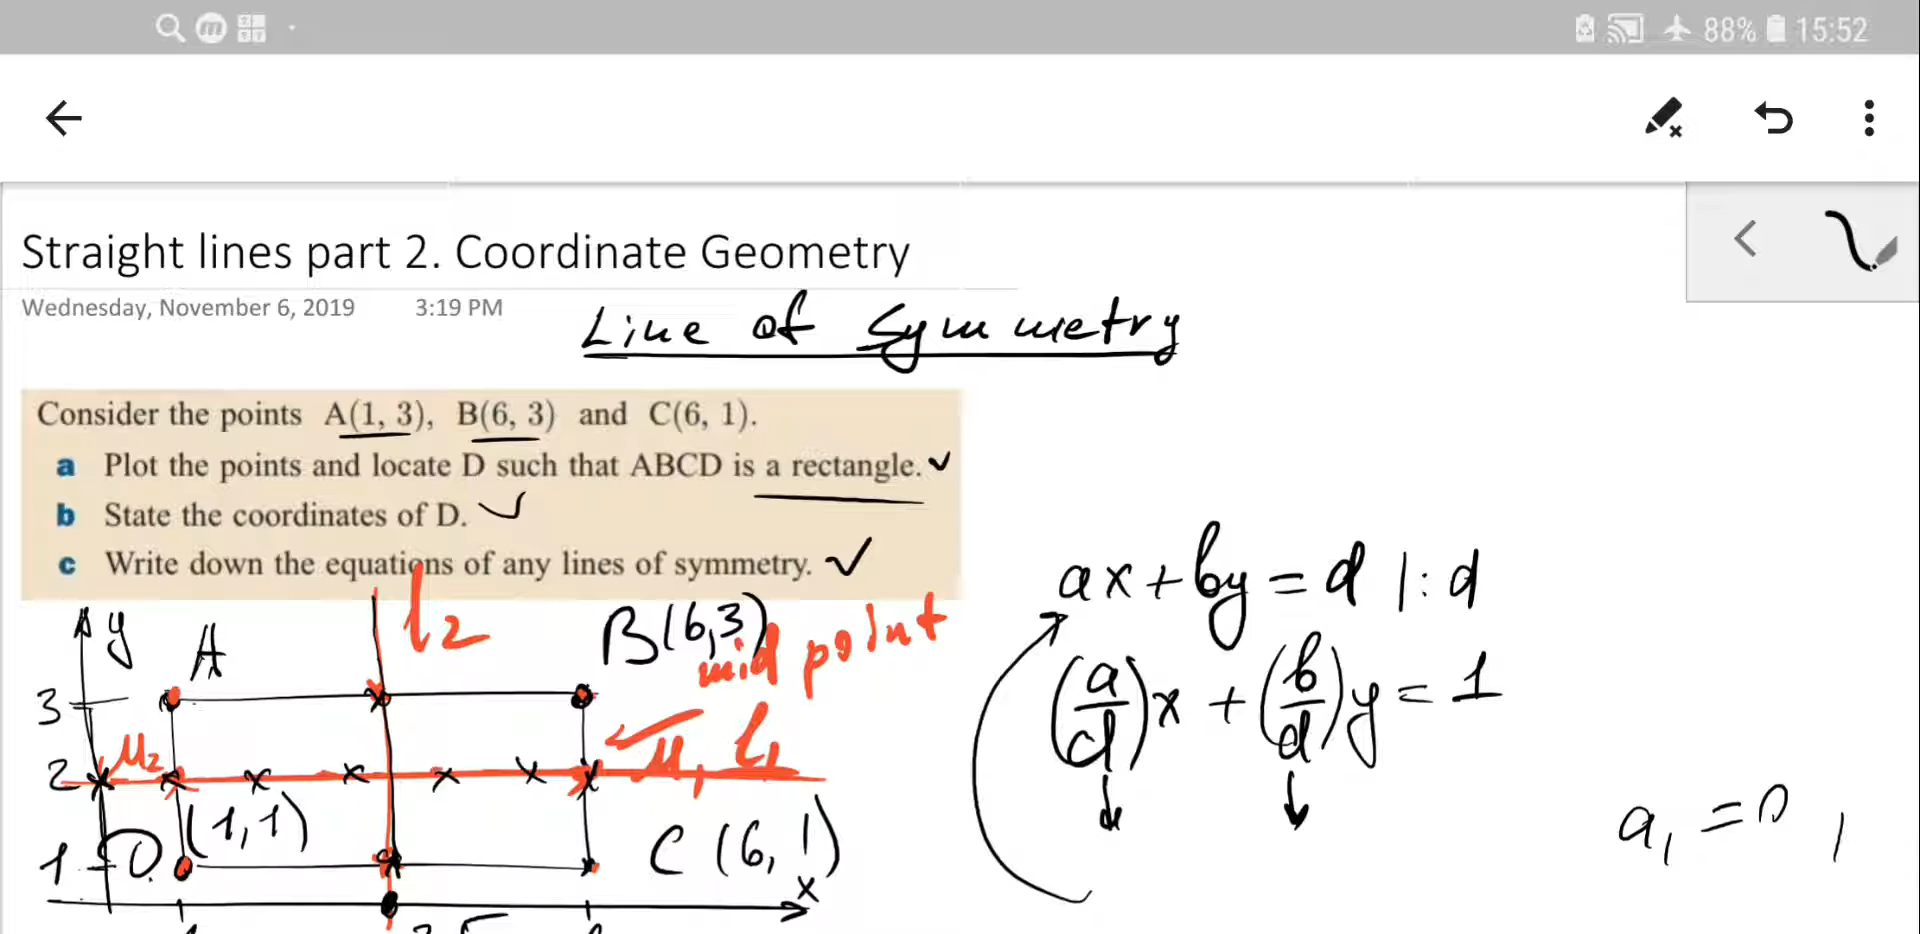 88% 15:52
Straight lines part 2. Coordinate Geometry
Wednesday, November 6, 2019 3:19 PM
Line of Symmetry
Consider the points A(1, 3), B(6, 3) and C(6, 1).
a Plot the points and locate D such that ABCD is a rectangle.
b State the coordinates of D.
c Write down the equations of any lines of symmetry.
y A l2 B(6,3) mid point
3
2 M2 M1 l1
1 D (1,1) C (6,1)
x
ax+by=d |:d
(a/d)x + (b/d)y = 1
a1 = 0,